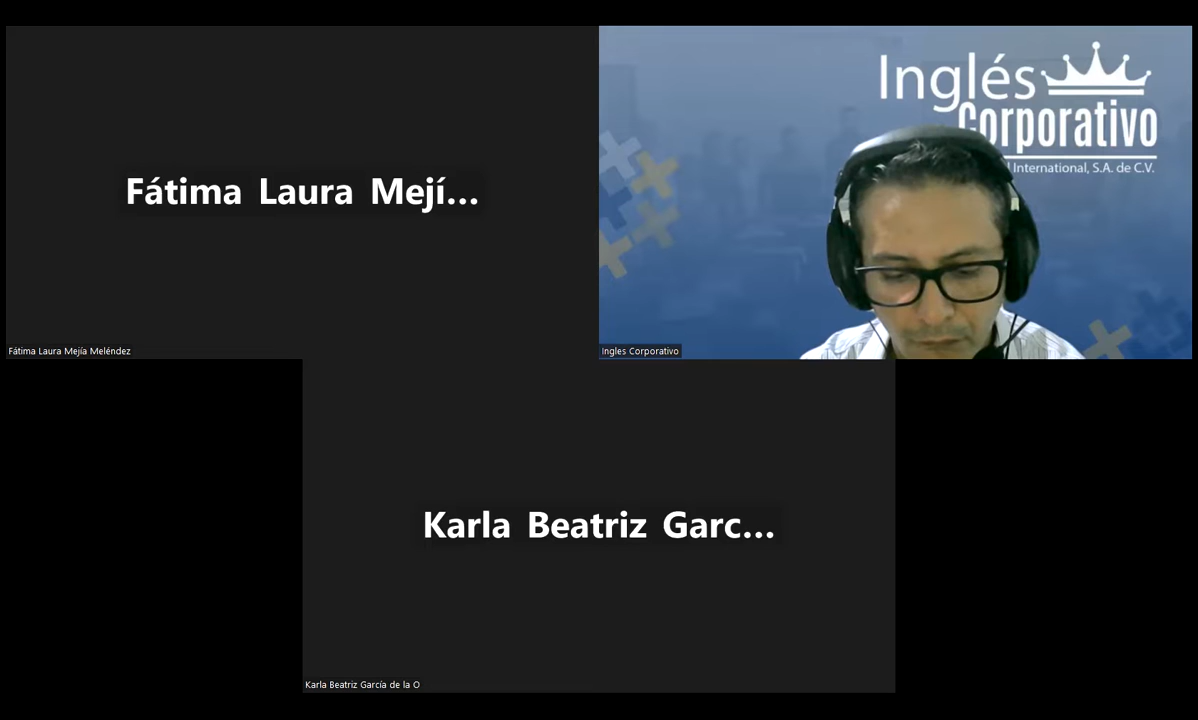 Fátima Laura Mejí...
Fátima Laura Mejía Meléndez
Inglés
Corporativo
l International, S.A. de C.V.
Ingles Corporativo
Karla Beatriz Garc...
Karla Beatriz García de la O